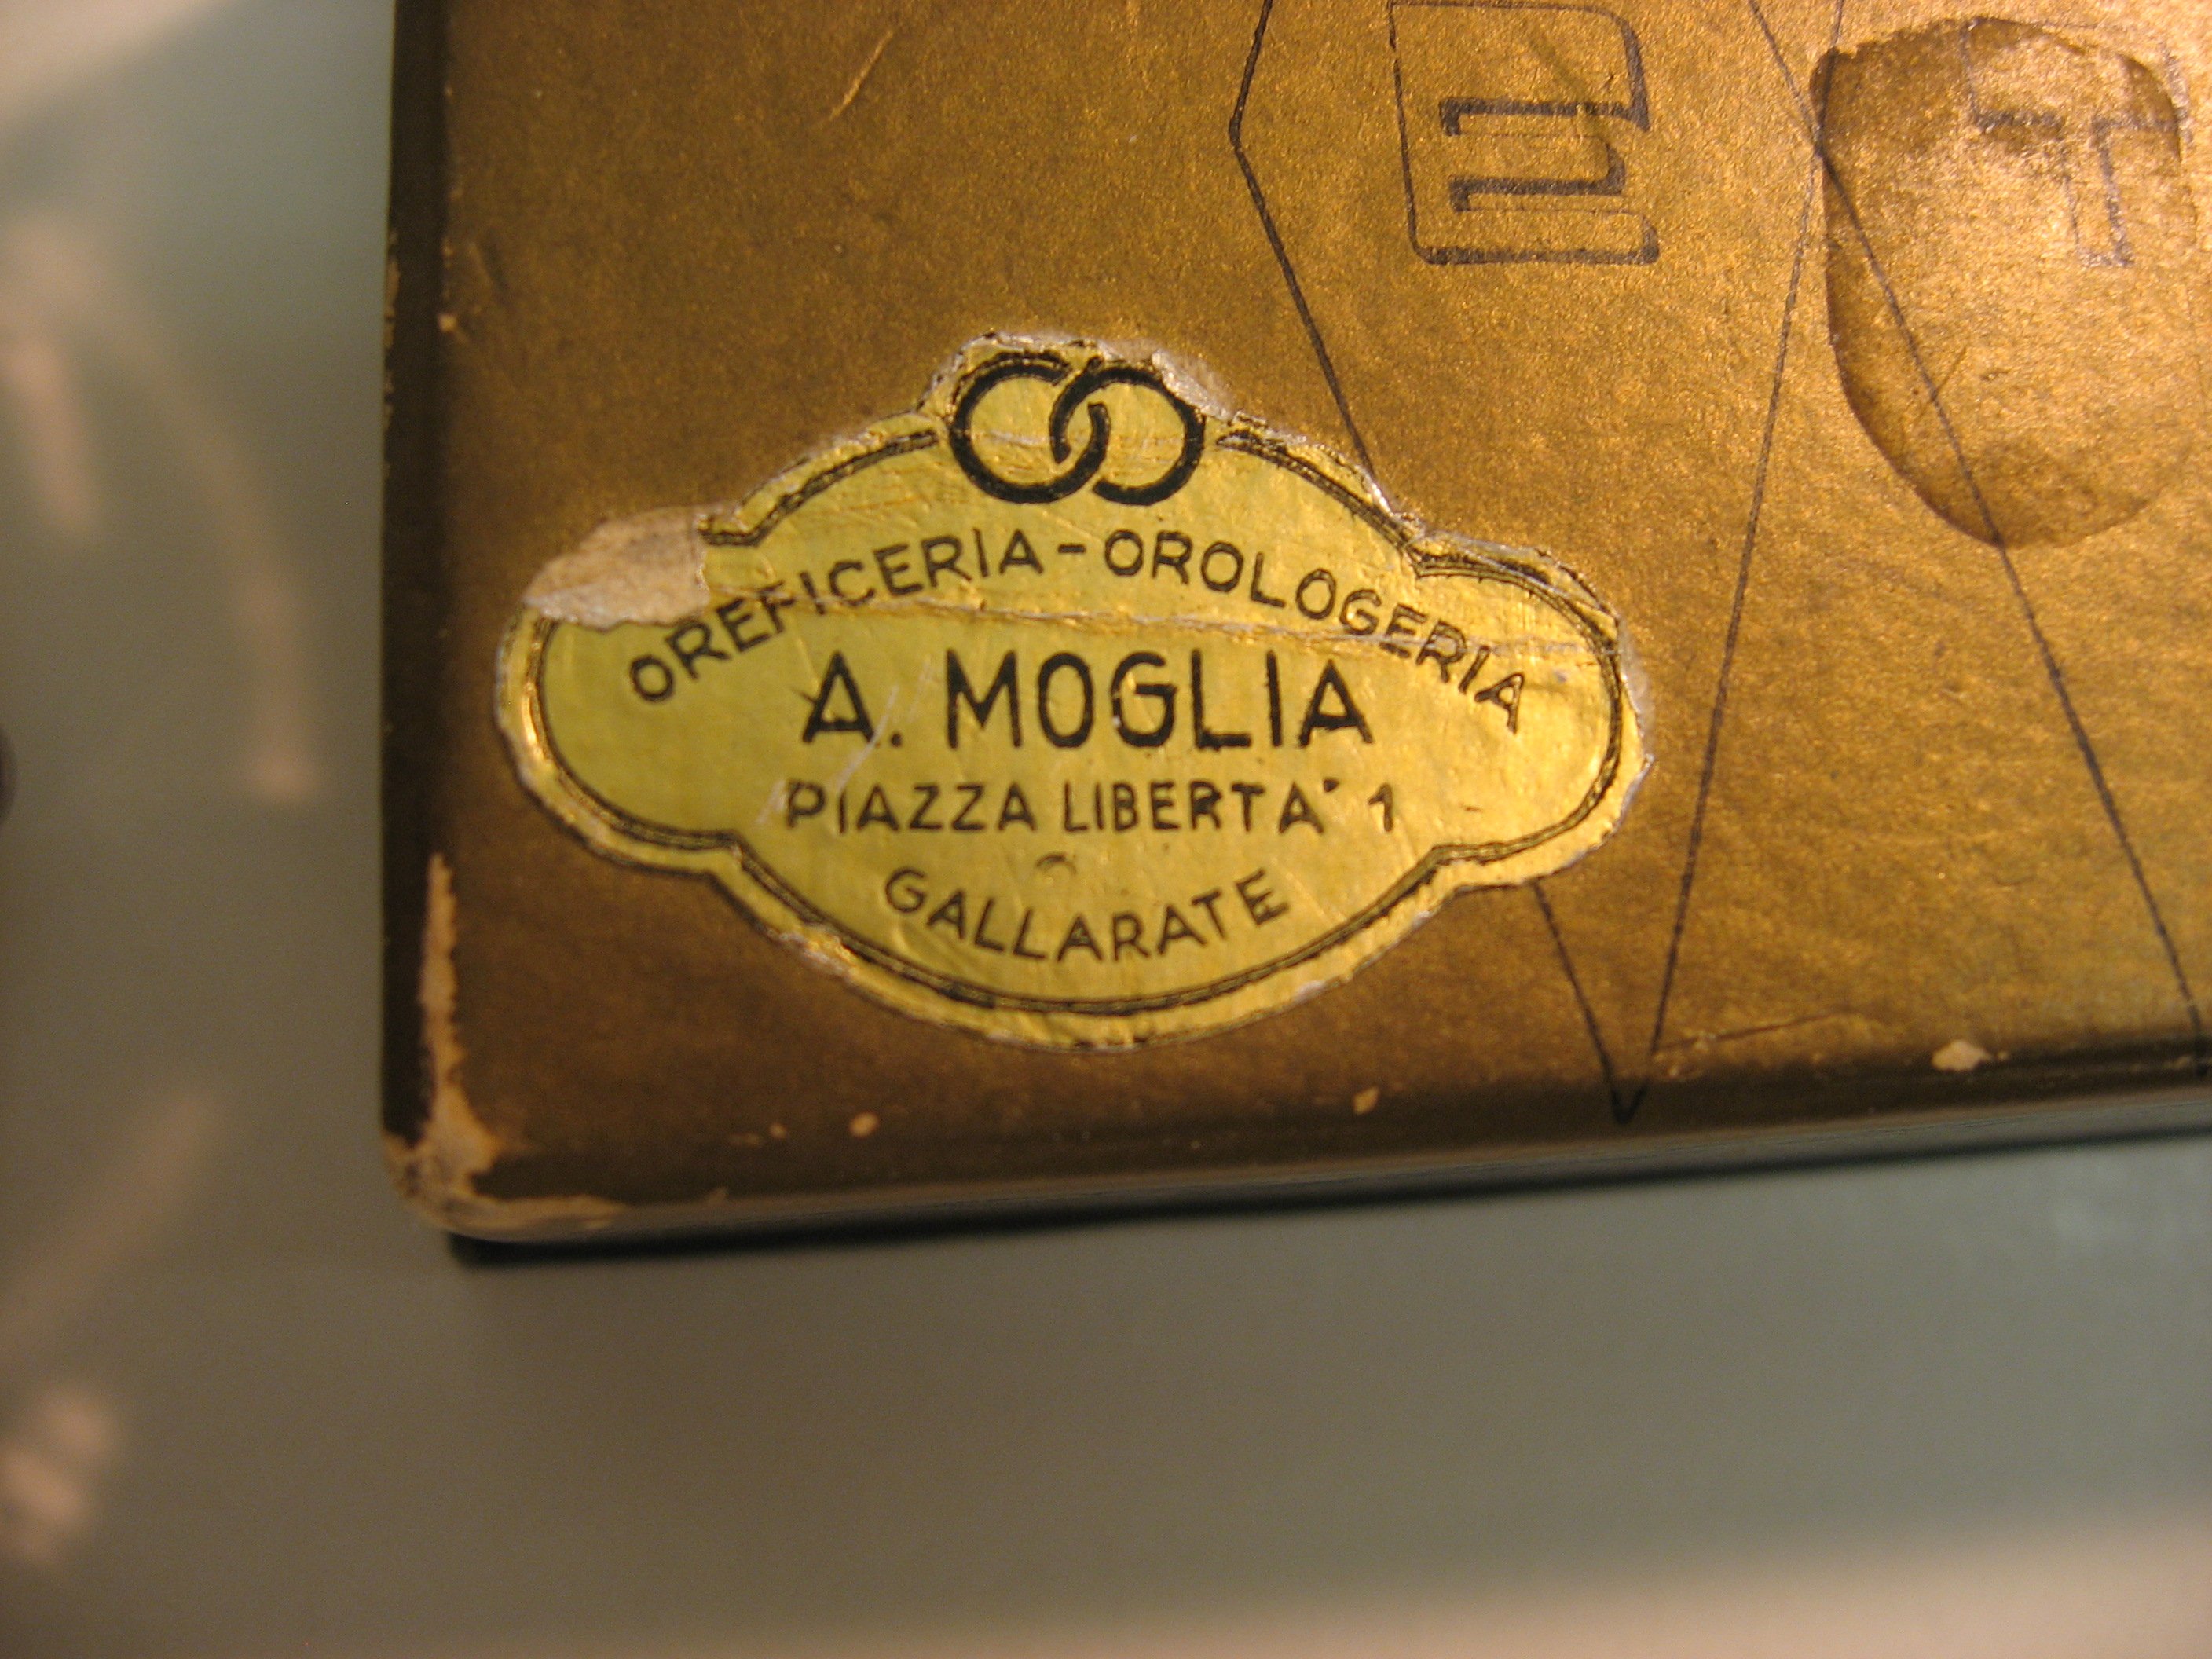 E T
OREFICERIA - OROLOGERIA
A. MOGLIA
PIAZZA LIBERTA' 1
GALLARATE